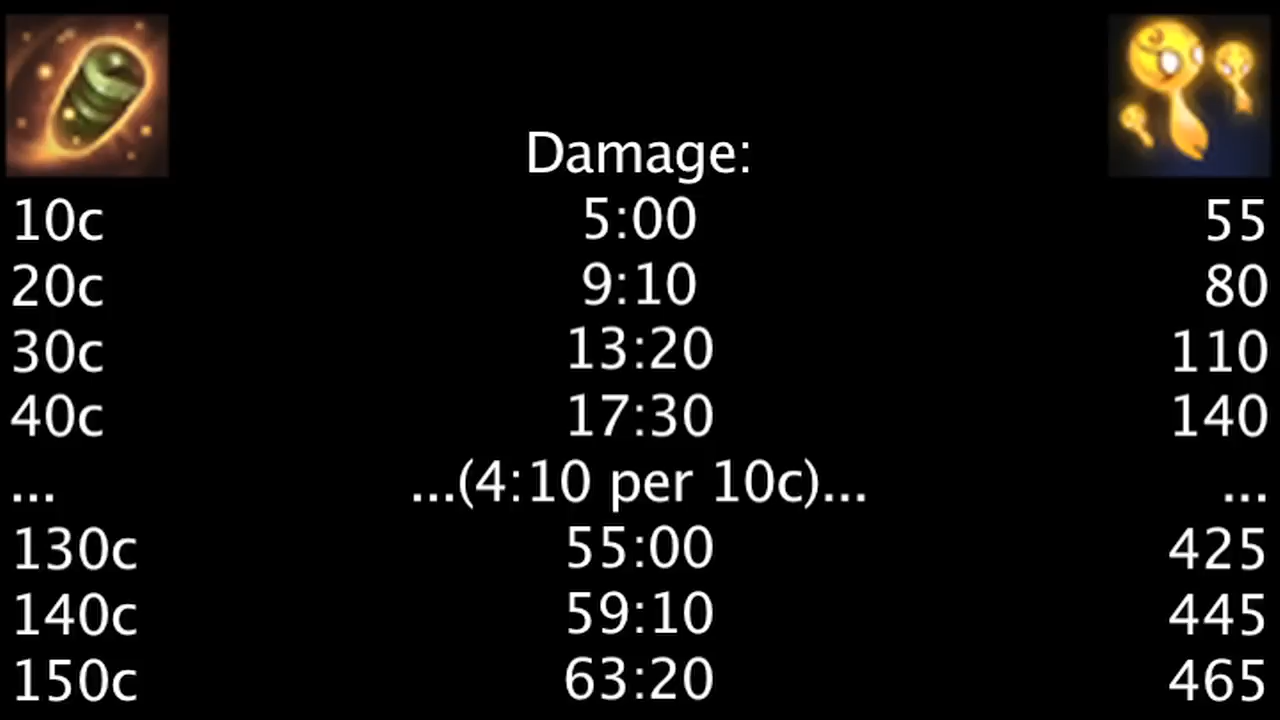 Damage:
10c 5:00 55
20c 9:10 80
30c 13:20 110
40c 17:30 140
... ...(4:10 per 10c)... ...
130c 55:00 425
140c 59:10 445
150c 63:20 465